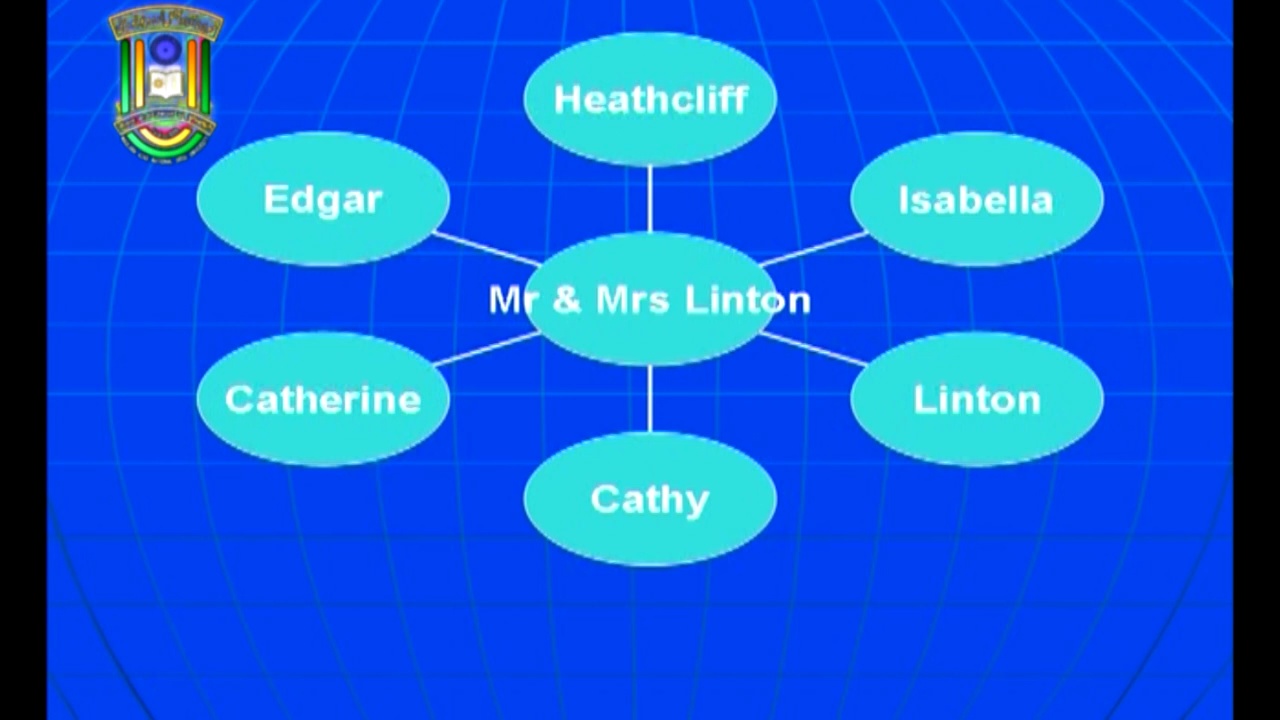 Heathcliff
Edgar
Isabella
Mr & Mrs Linton
Catherine
Linton
Cathy